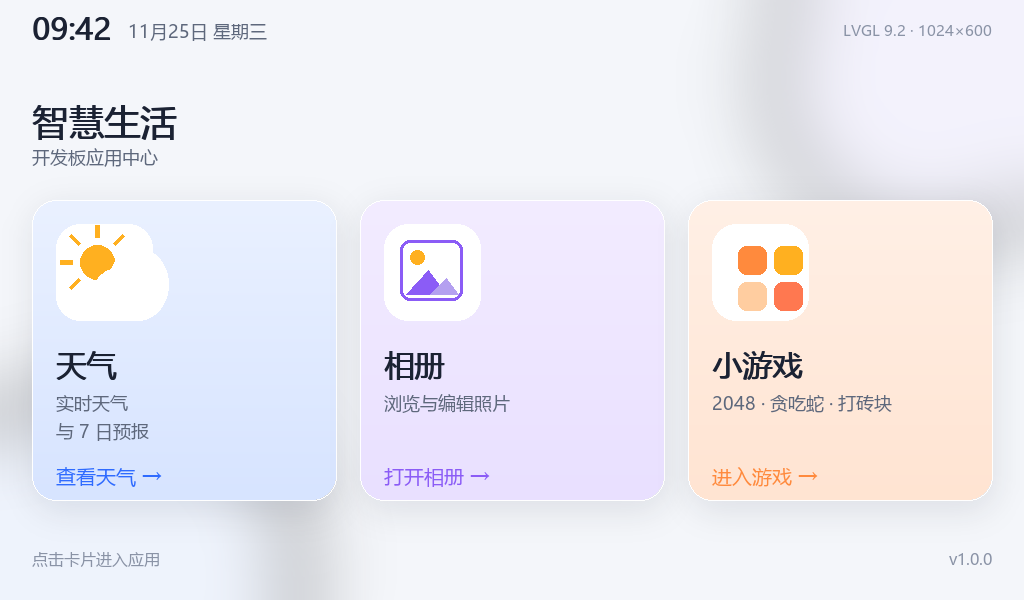 09:42 11月25日 星期三
LVGL 9.2 · 1024×600
智慧生活
开发板应用中心
天气
实时天气
与 7 日预报
查看天气 →
相册
浏览与编辑照片
打开相册 →
小游戏
2048 · 贪吃蛇 · 打砖块
进入游戏 →
点击卡片进入应用
v1.0.0